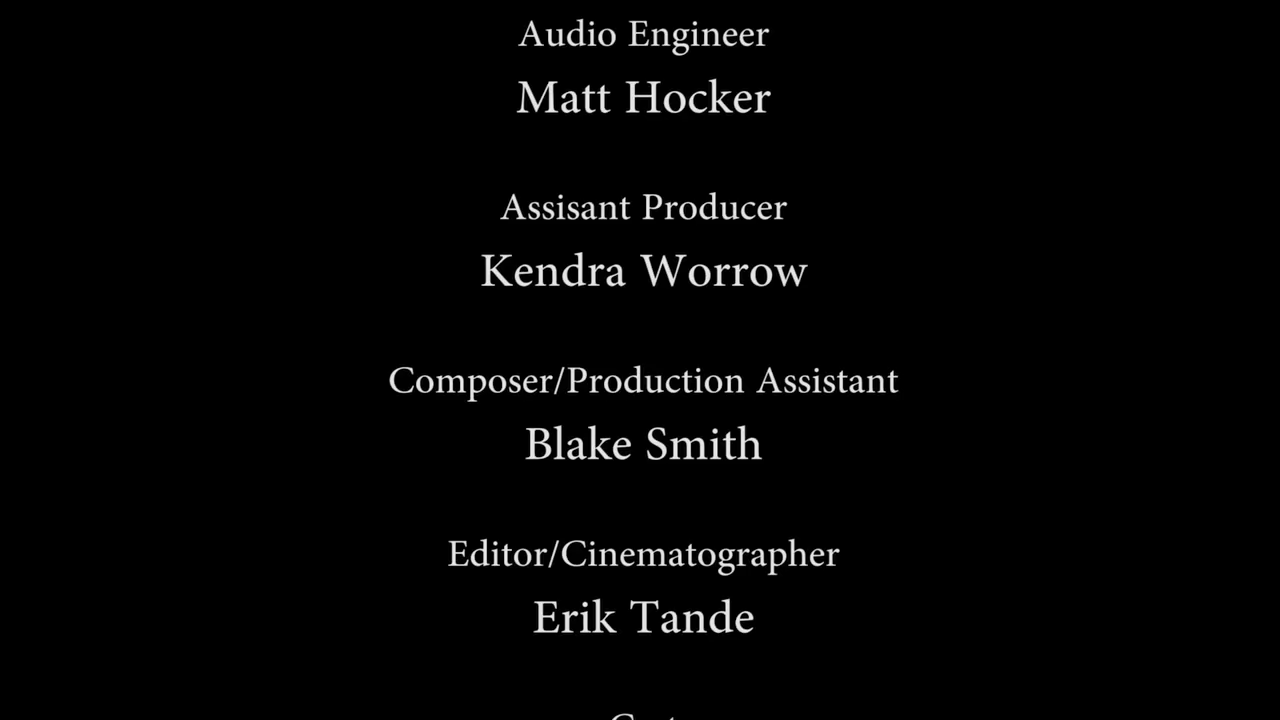 Audio Engineer
Matt Hocker
Assisant Producer
Kendra Worrow
Composer/Production Assistant
Blake Smith
Editor/Cinematographer
Erik Tande